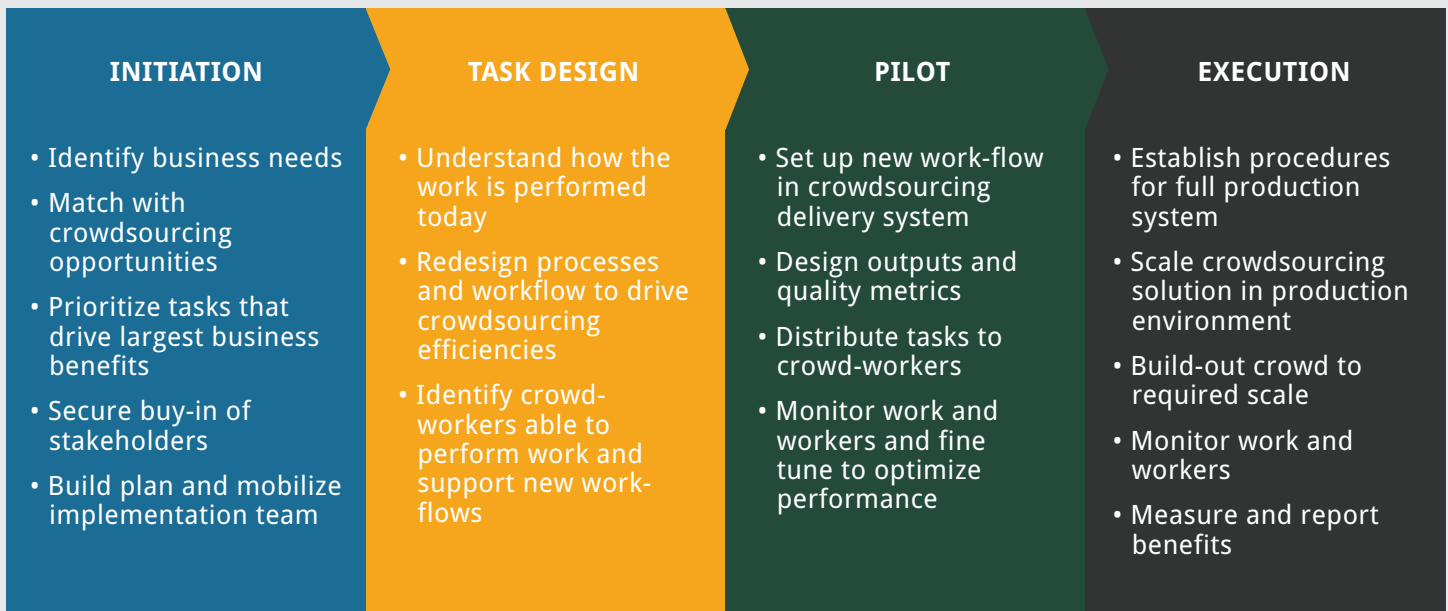 INITIATION
• Identify business needs
• Match with
crowdsourcing
opportunities
• Prioritize tasks that
drive largest business
benefits
• Secure buy-in of
stakeholders
• Build plan and mobilize
implementation team
TASK DESIGN
• Understand how the
work is performed
today
• Redesign processes
and workflow to drive
crowdsourcing
efficiencies
• Identify crowd-
workers able to
perform work and
support new work-
flows
PILOT
• Set up new work-flow
in crowdsourcing
delivery system
• Design outputs and
quality metrics
• Distribute tasks to
crowd-workers
• Monitor work and
workers and fine
tune to optimize
performance
EXECUTION
• Establish procedures
for full production
system
• Scale crowdsourcing
solution in production
environment
• Build-out crowd to
required scale
• Monitor work and
workers
• Measure and report
benefits